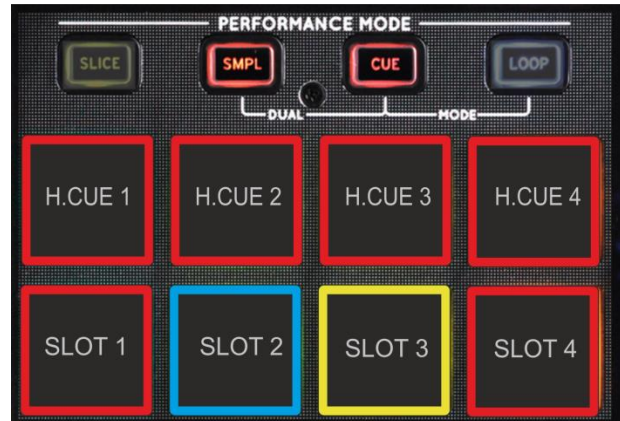 PERFORMANCE MODE
SLICE SMPL CUE LOOP
DUAL MODE
H.CUE 1 H.CUE 2 H.CUE 3 H.CUE 4
SLOT 1 SLOT 2 SLOT 3 SLOT 4